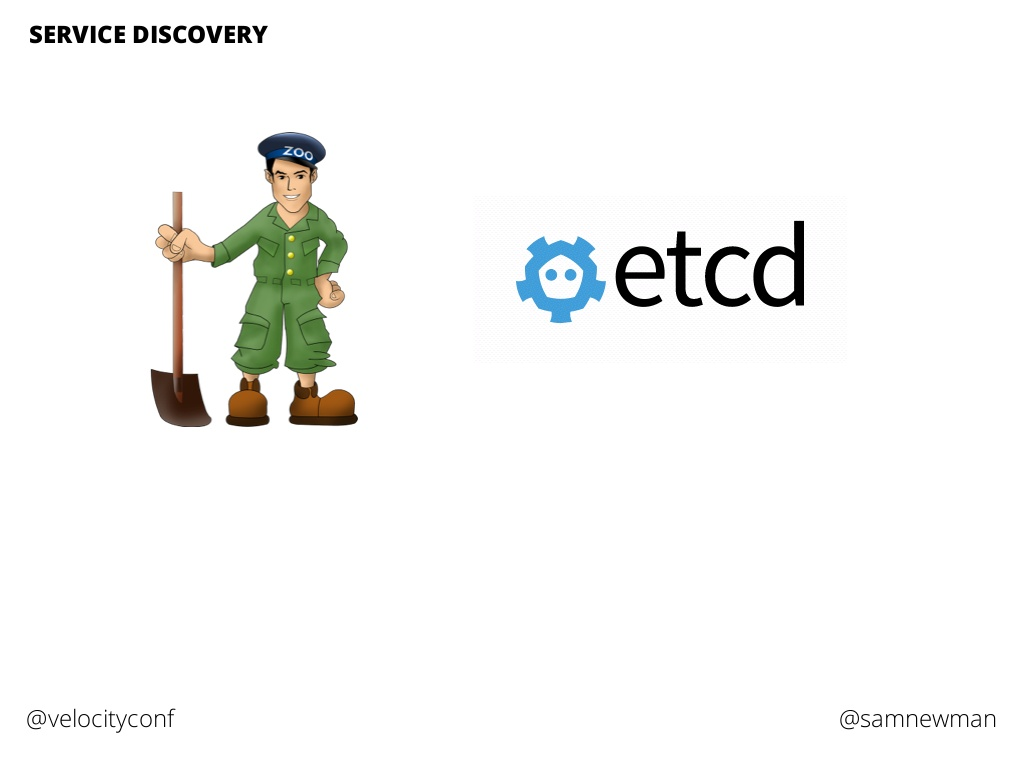 SERVICE DISCOVERY
ZOO
etcd
@velocityconf
@samnewman